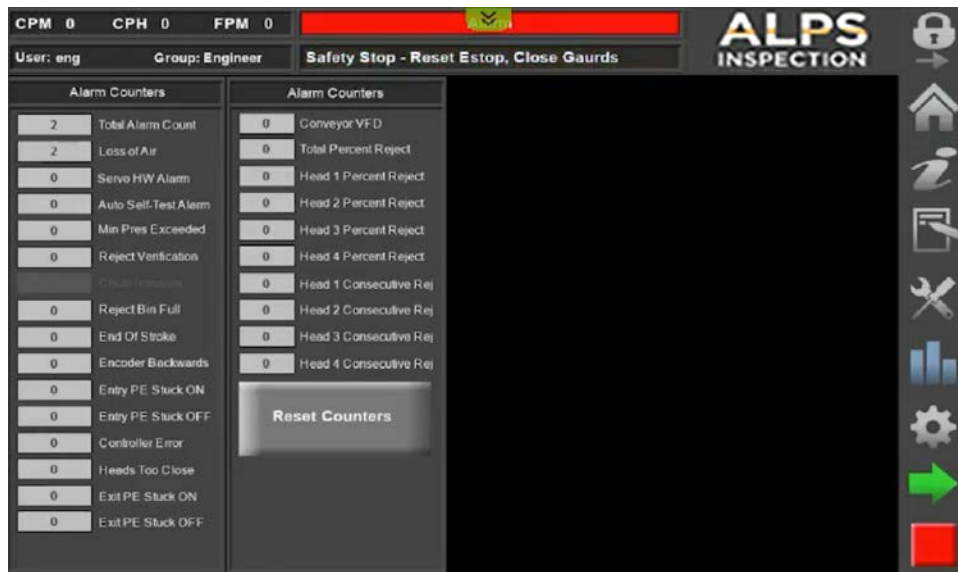 CPM 0 CPH 0 FPM 0
User: eng Group: Engineer
Safety Stop - Reset Estop, Close Gaurds
ALPS
INSPECTION
Alarm Counters
2 Total Alarm Count
2 Loss of Air
0 Servo HW Alarm
0 Auto Self-Test Alarm
0 Min Pres Exceeded
0 Reject Verification
0 Reject Bin Full
0 End Of Stroke
0 Encoder Backwards
0 Entry PE Stuck ON
0 Entry PE Stuck OFF
0 Controller Error
0 Heads Too Close
0 Exit PE Stuck ON
0 Exit PE Stuck OFF
Alarm Counters
0 Conveyor VFD
0 Total Percent Reject
0 Head 1 Percent Reject
0 Head 2 Percent Reject
0 Head 3 Percent Reject
0 Head 4 Percent Reject
0 Head 1 Consecutive Rej
0 Head 2 Consecutive Rej
0 Head 3 Consecutive Rej
0 Head 4 Consecutive Rej
Reset Counters